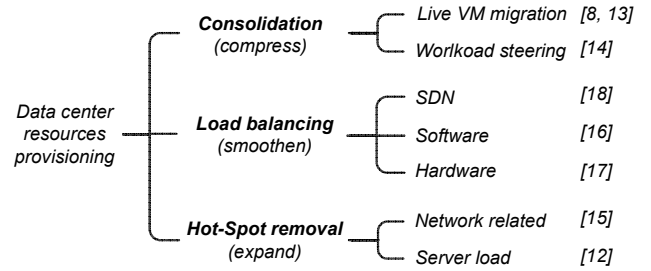 Data center
resources
provisioning
Consolidation
(compress)
Live VM migration [8, 13]
Worlkoad steering [14]
Load balancing
(smoothen)
SDN [18]
Software [16]
Hardware [17]
Hot-Spot removal
(expand)
Network related [15]
Server load [12]